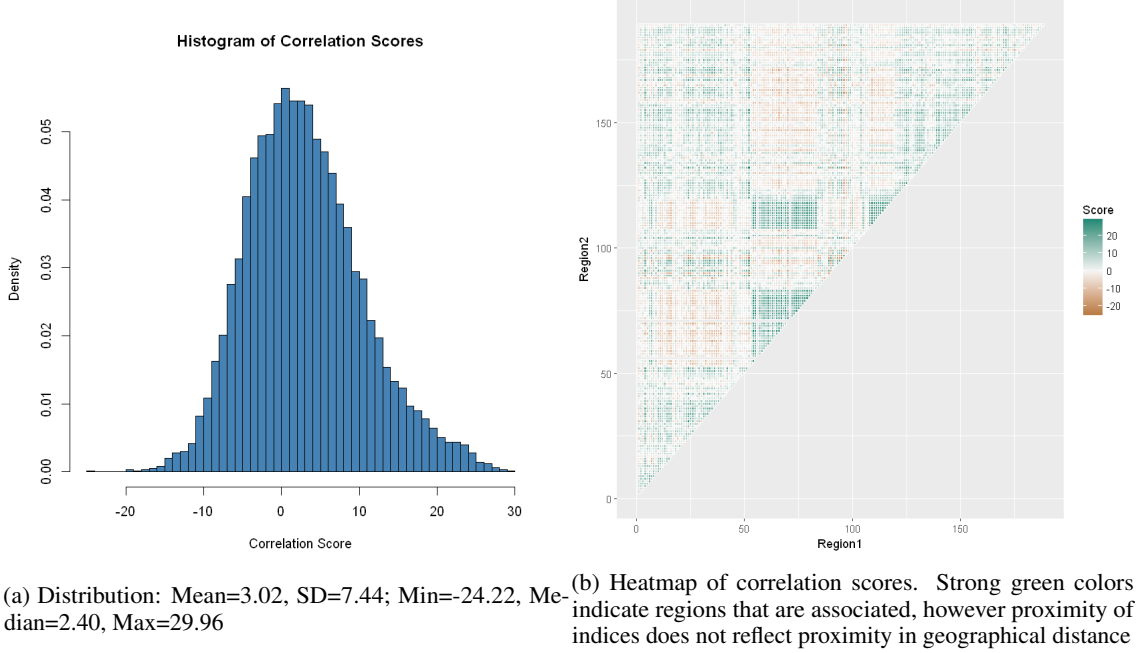 Histogram of Correlation Scores
Density
0.00
0.01
0.02
0.03
0.04
0.05
-20
-10
0
10
20
30
Correlation Score
(a) Distribution: Mean=3.02, SD=7.44; Min=-24.22, Me-
dian=2.40, Max=29.96
Region2
150
100
50
0
0
50
100
150
Region1
Score
20
10
0
-10
-20
(b) Heatmap of correlation scores. Strong green colors
indicate regions that are associated, however proximity of
indices does not reflect proximity in geographical distance